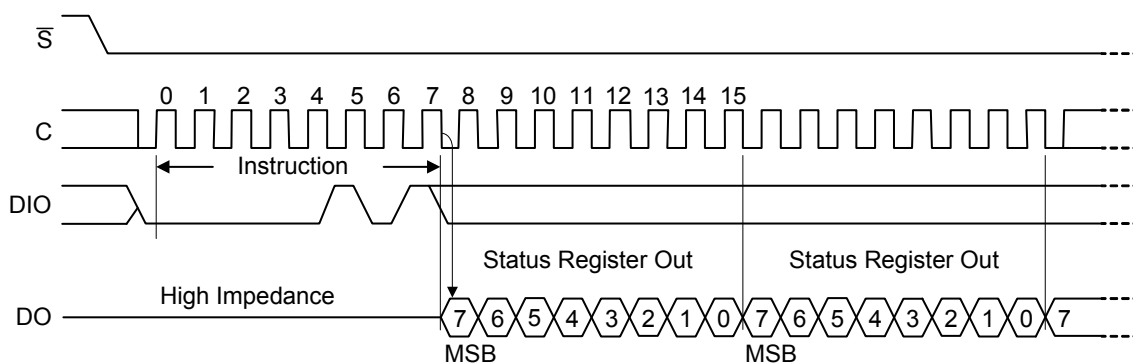 S
0 1 2 3 4 5 6 7 8 9 10 11 12 13 14 15
C
Instruction
DIO
Status Register Out Status Register Out
High Impedance
DO 7 6 5 4 3 2 1 0 7 6 5 4 3 2 1 0 7
MSB MSB